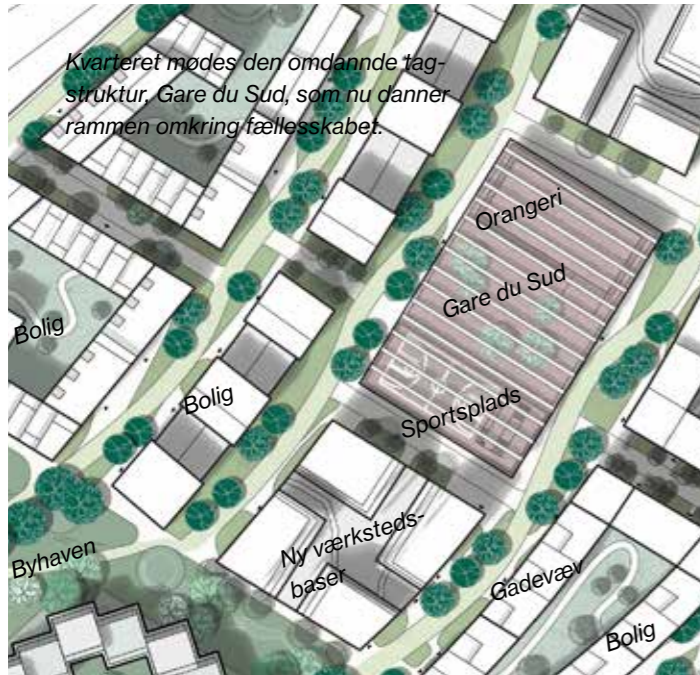 Kvarteret mødes den omdannde tag-
struktur, Gare du Sud, som nu danner
rammen omkring fællesskabet.
Orangeri
Gare du Sud
Bolig
Bolig
Sportsplads
Ny værksteds-
baser
Byhaven
Gadevæv
Bolig